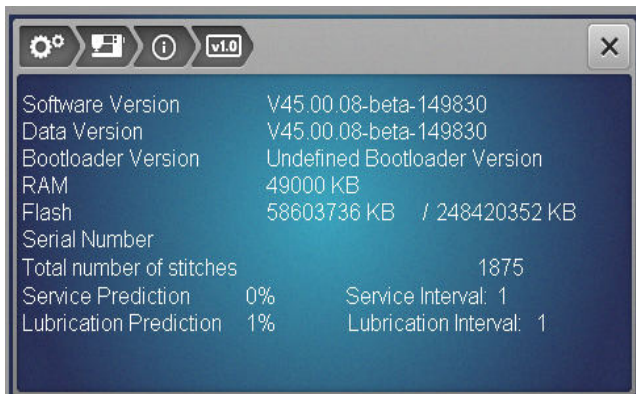 v1.0
Software Version V45.00.08-beta-149830
Data Version V45.00.08-beta-149830
Bootloader Version Undefined Bootloader Version
RAM 49000 KB
Flash 58603736 KB / 248420352 KB
Serial Number
Total number of stitches 1875
Service Prediction 0% Service Interval: 1
Lubrication Prediction 1% Lubrication Interval: 1